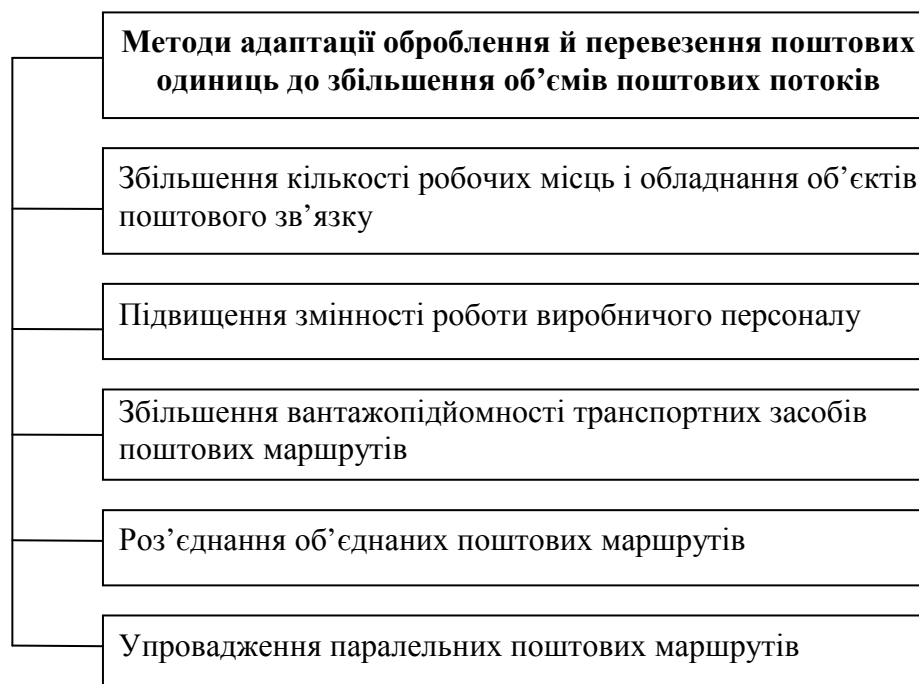 Методи адаптації оброблення й перевезення поштових
одиниць до збільшення об’ємів поштових потоків
Збільшення кількості робочих місць і обладнання об’єктів
поштового зв’язку
Підвищення змінності роботи виробничого персоналу
Збільшення вантажопідйомності транспортних засобів
поштових маршрутів
Роз’єднання об’єднаних поштових маршрутів
Упровадження паралельних поштових маршрутів